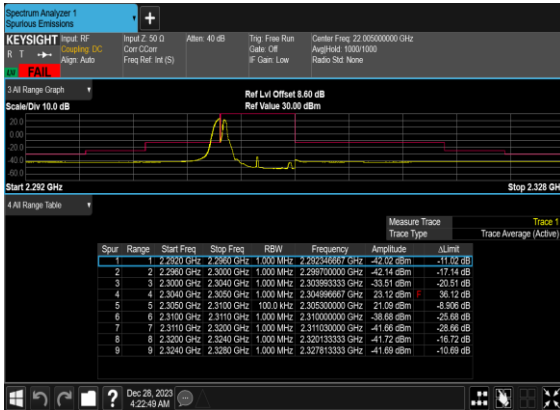 Spectrum Analyzer 1
Spurious Emissions
+
KEYSIGHT
R T
LXI
FAIL
Input: RF
Coupling: DC
Align: Auto
Input Z: 50 Ω
Corr CCorr
Freq Ref: Int (S)
Atten: 40 dB
Trig: Free Run
Gate: Off
IF Gain: Low
Center Freq: 22.005000000 GHz
Avg|Hold: 1000/1000
Radio Std: None
3 All Range Graph
Scale/Div 10.0 dB
Ref Lvl Offset 8.60 dB
Ref Value 30.00 dBm
20.0
0.00
-20.0
-40.0
-60.0
Start 2.292 GHz
Stop 2.328 GH
4 All Range Table
Measure Trace Trace 1
Trace Type Trace Average (Active)
Spur Range Start Freq Stop Freq RBW Frequency Amplitude ΔLimit
1 1 2.2920 GHz 2.2960 GHz 1.000 MHz 2.292346667 GHz -42.02 dBm -11.02 dB
2 2 2.2960 GHz 2.3000 GHz 1.000 MHz 2.299700000 GHz -42.14 dBm -17.14 dB
3 3 2.3000 GHz 2.3040 GHz 1.000 MHz 2.303993333 GHz -33.51 dBm -20.51 dB
4 4 2.3040 GHz 2.3050 GHz 1.000 MHz 2.304996667 GHz 23.12 dBm F 36.12 dB
5 5 2.3050 GHz 2.3100 GHz 100.0 kHz 2.305300000 GHz 21.09 dBm -8.906 dB
6 6 2.3100 GHz 2.3110 GHz 1.000 MHz 2.310000000 GHz -38.68 dBm -25.68 dB
7 7 2.3110 GHz 2.3200 GHz 1.000 MHz 2.311030000 GHz -41.66 dBm -28.66 dB
8 8 2.3200 GHz 2.3240 GHz 1.000 MHz 2.320133333 GHz -41.72 dBm -16.72 dB
9 9 2.3240 GHz 2.3280 GHz 1.000 MHz 2.327813333 GHz -41.69 dBm -10.69 dB
?
Dec 28, 2023
4:22:49 AM